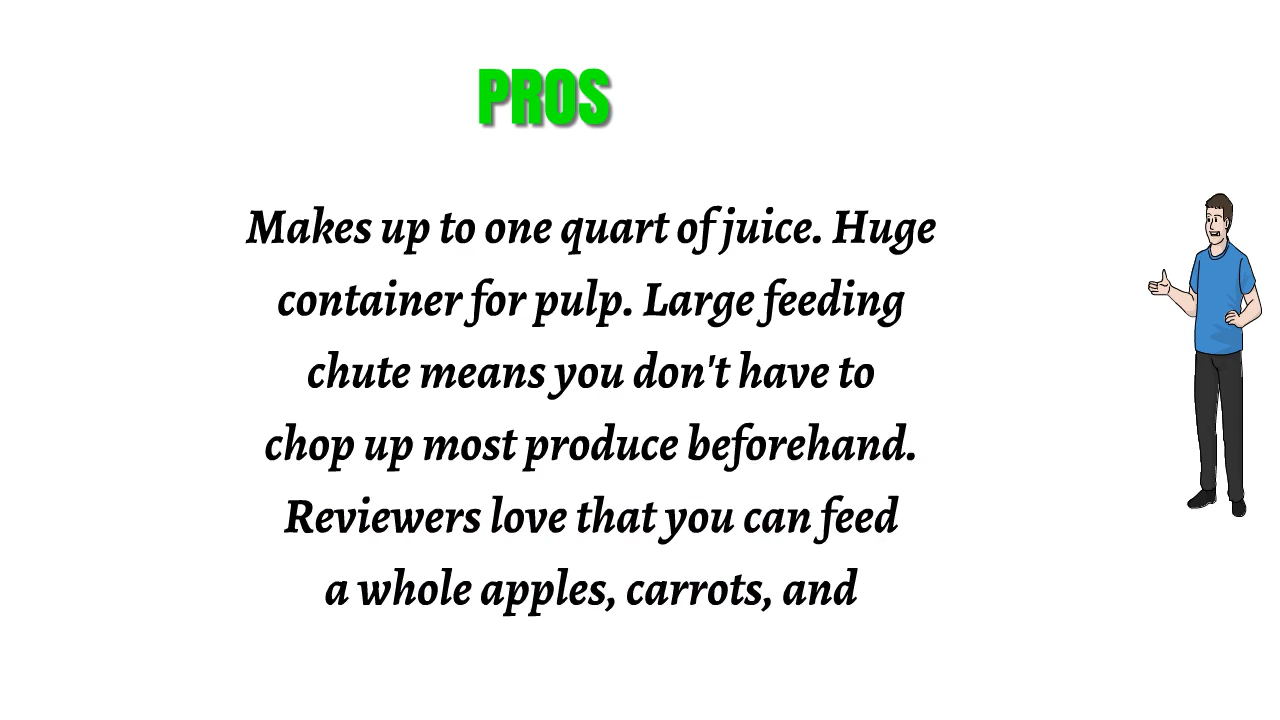 PROS
Makes up to one quart of juice. Huge
container for pulp. Large feeding
chute means you don't have to
chop up most produce beforehand.
Reviewers love that you can feed
a whole apples, carrots, and